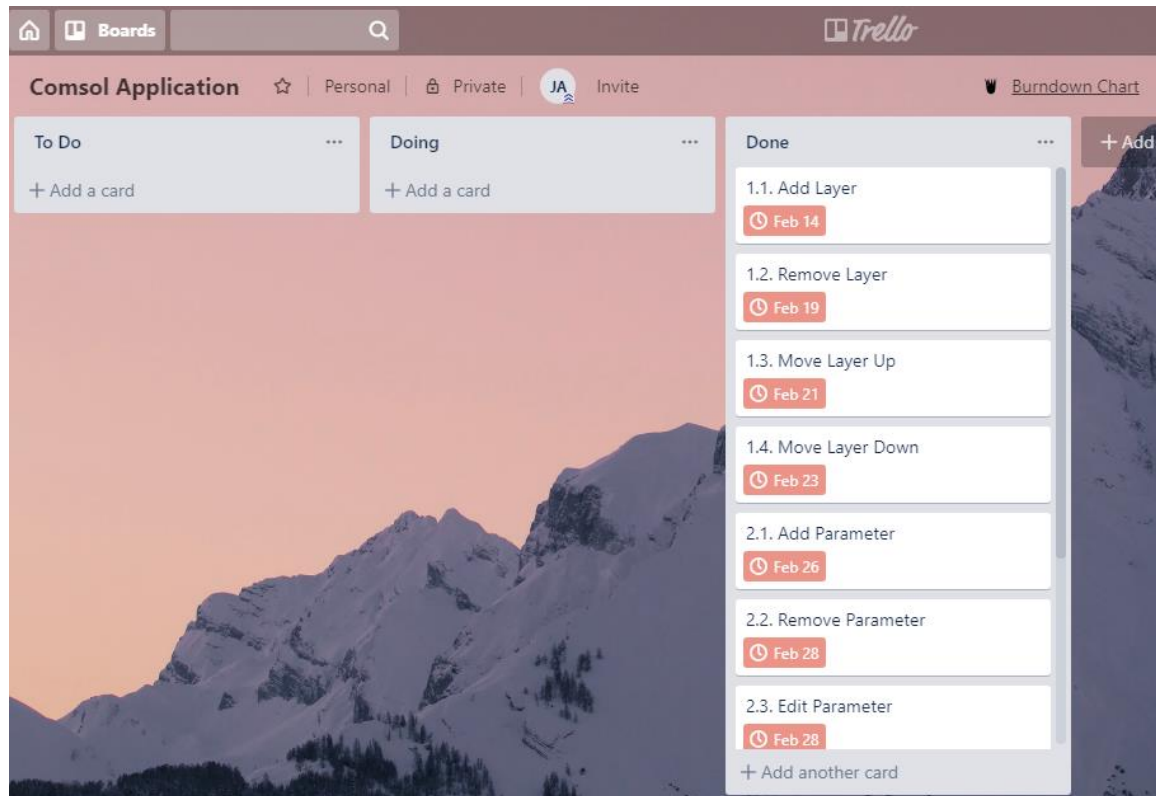 Boards
Trello
Comsol Application
Personal
Private
JA
Invite
Burndown Chart
To Do
+ Add a card
Doing
+ Add a card
Done
1.1. Add Layer
Feb 14
1.2. Remove Layer
Feb 19
1.3. Move Layer Up
Feb 21
1.4. Move Layer Down
Feb 23
2.1. Add Parameter
Feb 26
2.2. Remove Parameter
Feb 28
2.3. Edit Parameter
Feb 28
+ Add another card
+ Add